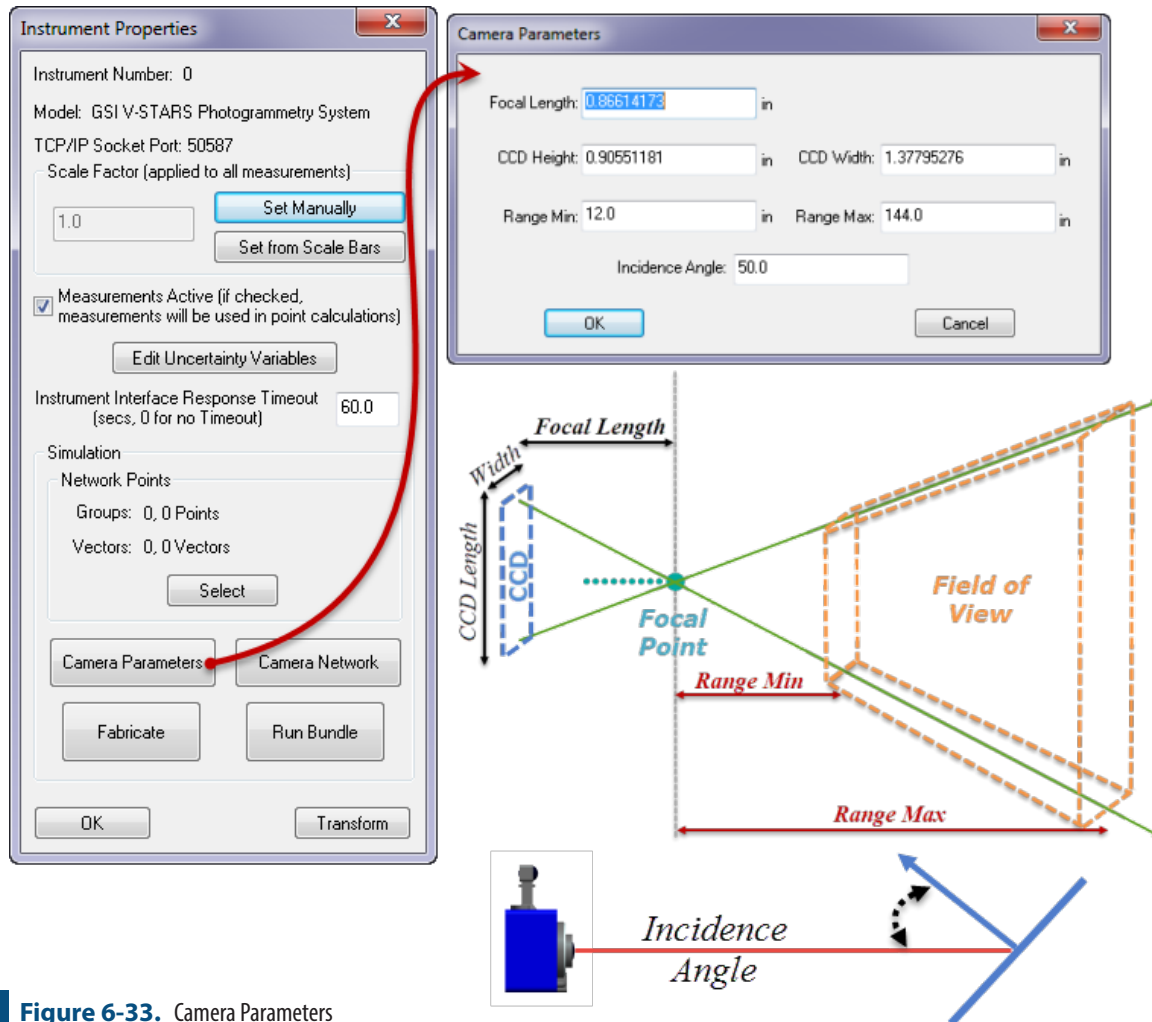 Instrument Properties
Instrument Number: 0
Model: GSI V-STARS Photogrammetry System
TCP/IP Socket Port: 50587
Scale Factor (applied to all measurements)
1.0
Set Manually
Set from Scale Bars
Measurements Active (if checked,
measurements will be used in point calculations)
Edit Uncertainty Variables
Instrument Interface Response Timeout
(secs, 0 for no Timeout)
60.0
Simulation
Network Points
Groups: 0, 0 Points
Vectors: 0, 0 Vectors
Select
Camera Parameters
Camera Network
Fabricate
Run Bundle
OK
Transform
Camera Parameters
Focal Length: 0.86614173 in
CCD Height: 0.90551181 in CCD Width: 1.37795276 in
Range Min: 12.0 in Range Max: 144.0 in
Incidence Angle: 50.0
OK
Cancel
Focal Length
Width
CCD Length
CCD
Focal
Point
Field of
View
Range Min
Range Max
Incidence
Angle
Figure 6-33. Camera Parameters